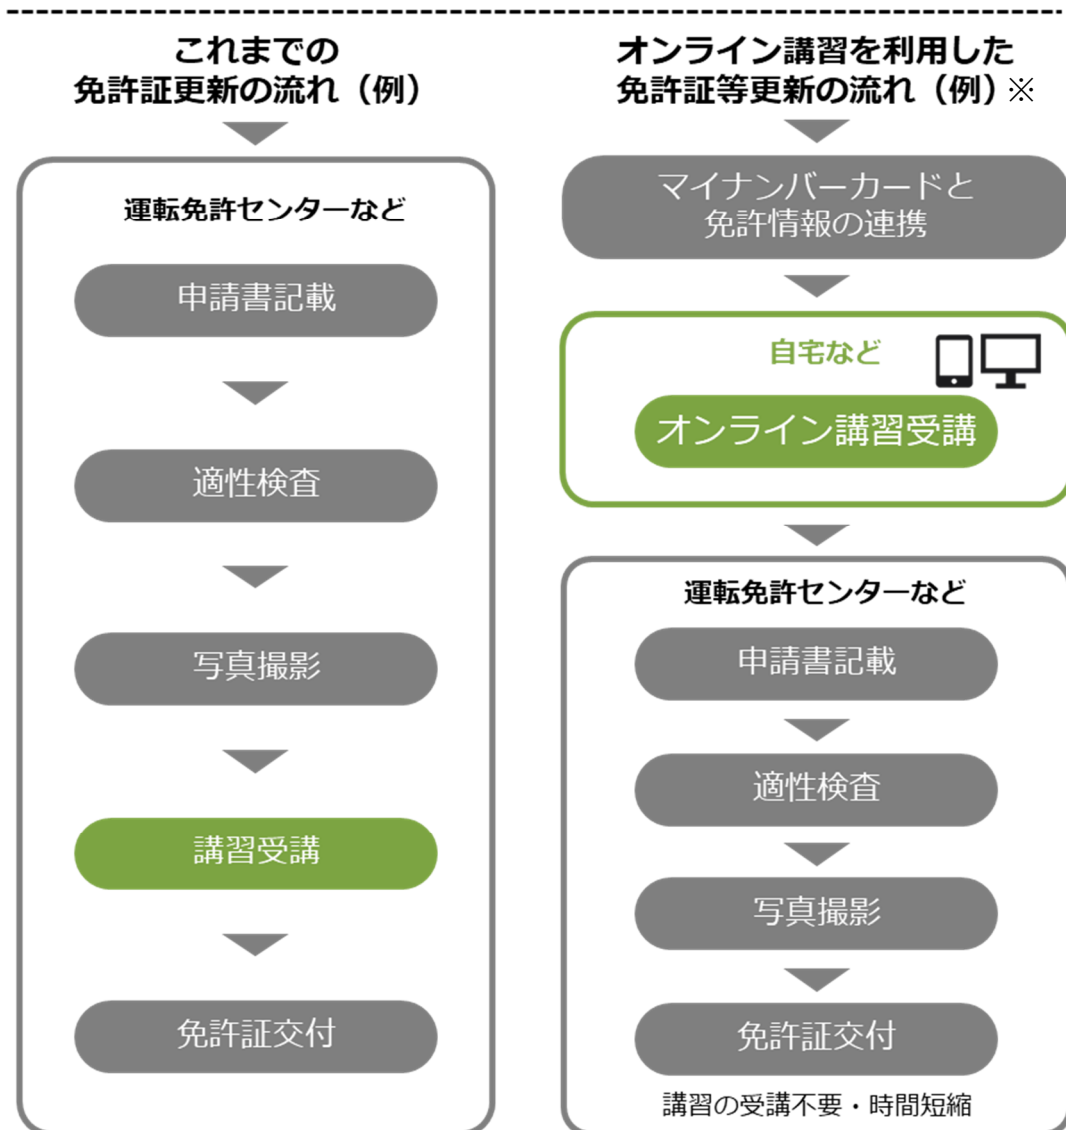 これまでの
免許証更新の流れ（例）
運転免許センターなど
申請書記載
適性検査
写真撮影
講習受講
免許証交付
オンライン講習を利用した
免許証等更新の流れ（例）※
マイナンバーカードと
免許情報の連携
自宅など
オンライン講習受講
運転免許センターなど
申請書記載
適性検査
写真撮影
免許証交付
講習の受講不要・時間短縮